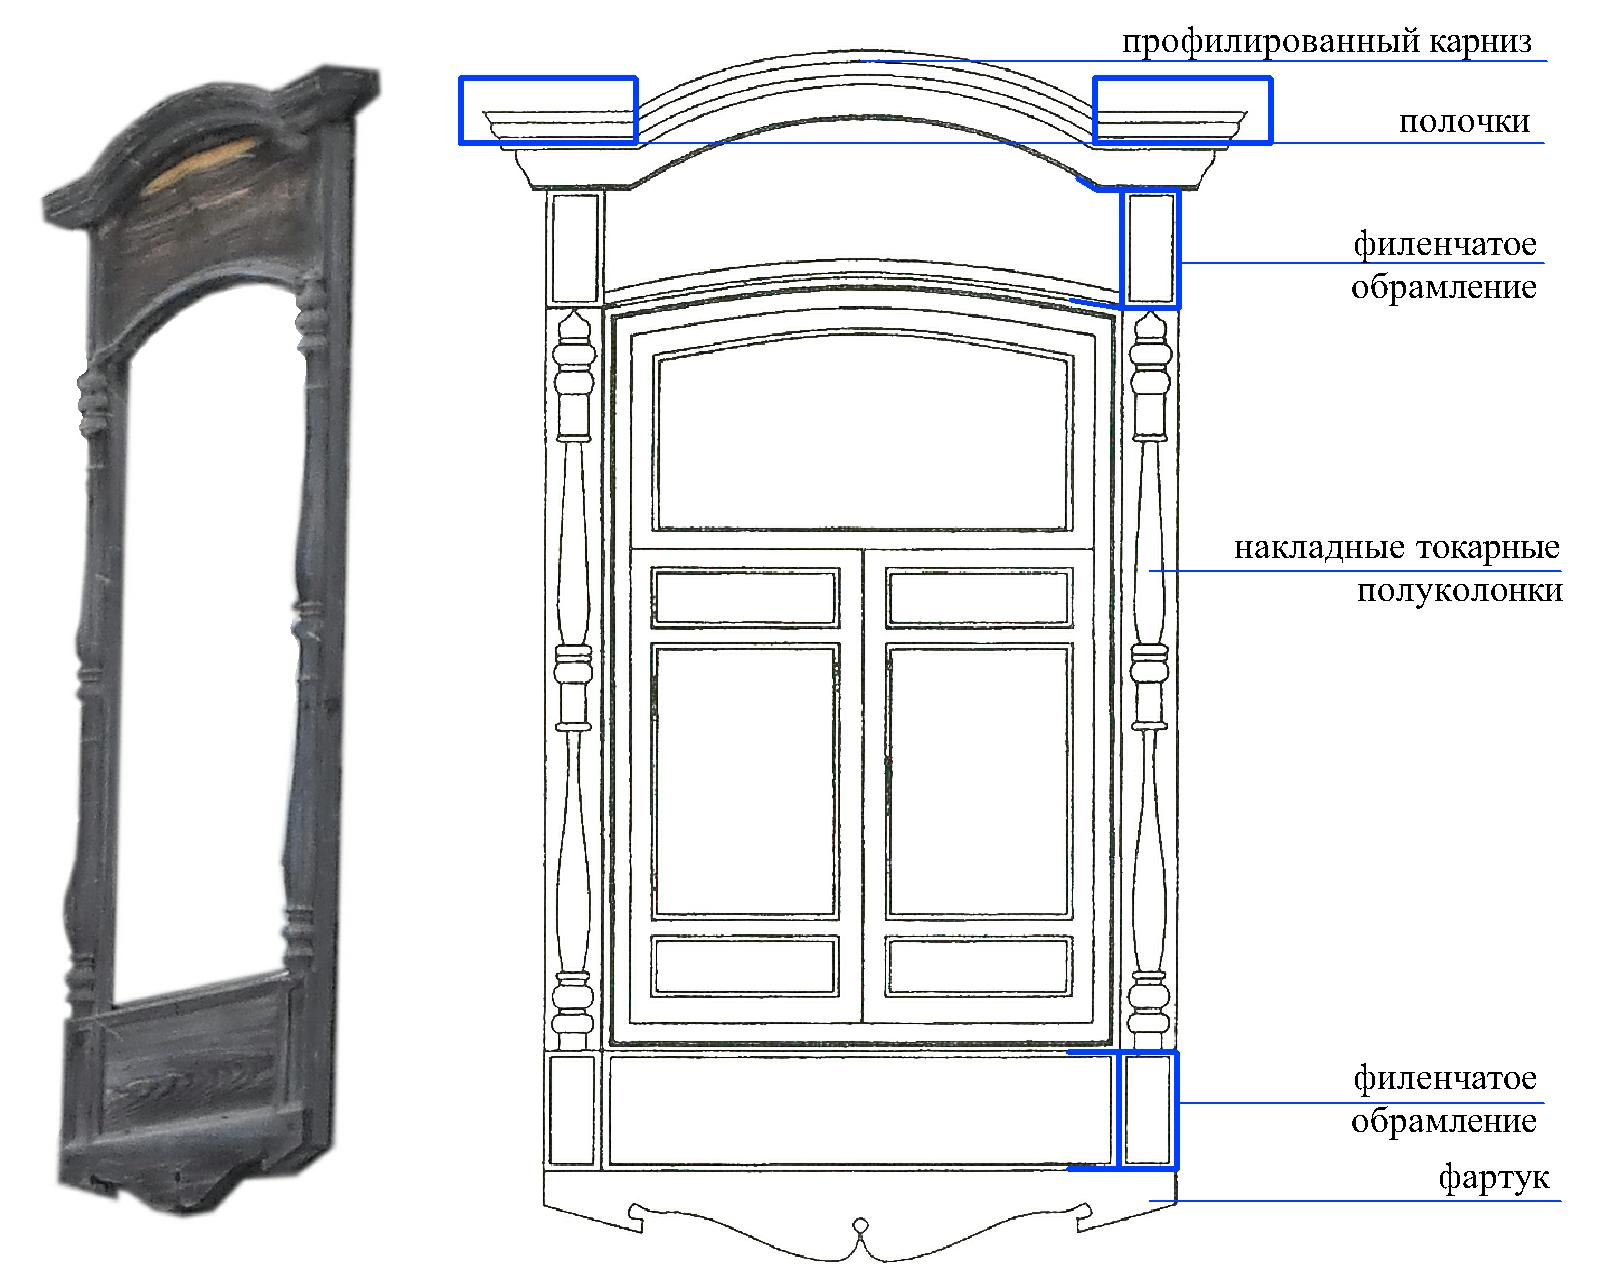 профилированный карниз
полочки
филенчатое
обрамление
накладные токарные
полуколонки
филенчатое
обрамление
фартук